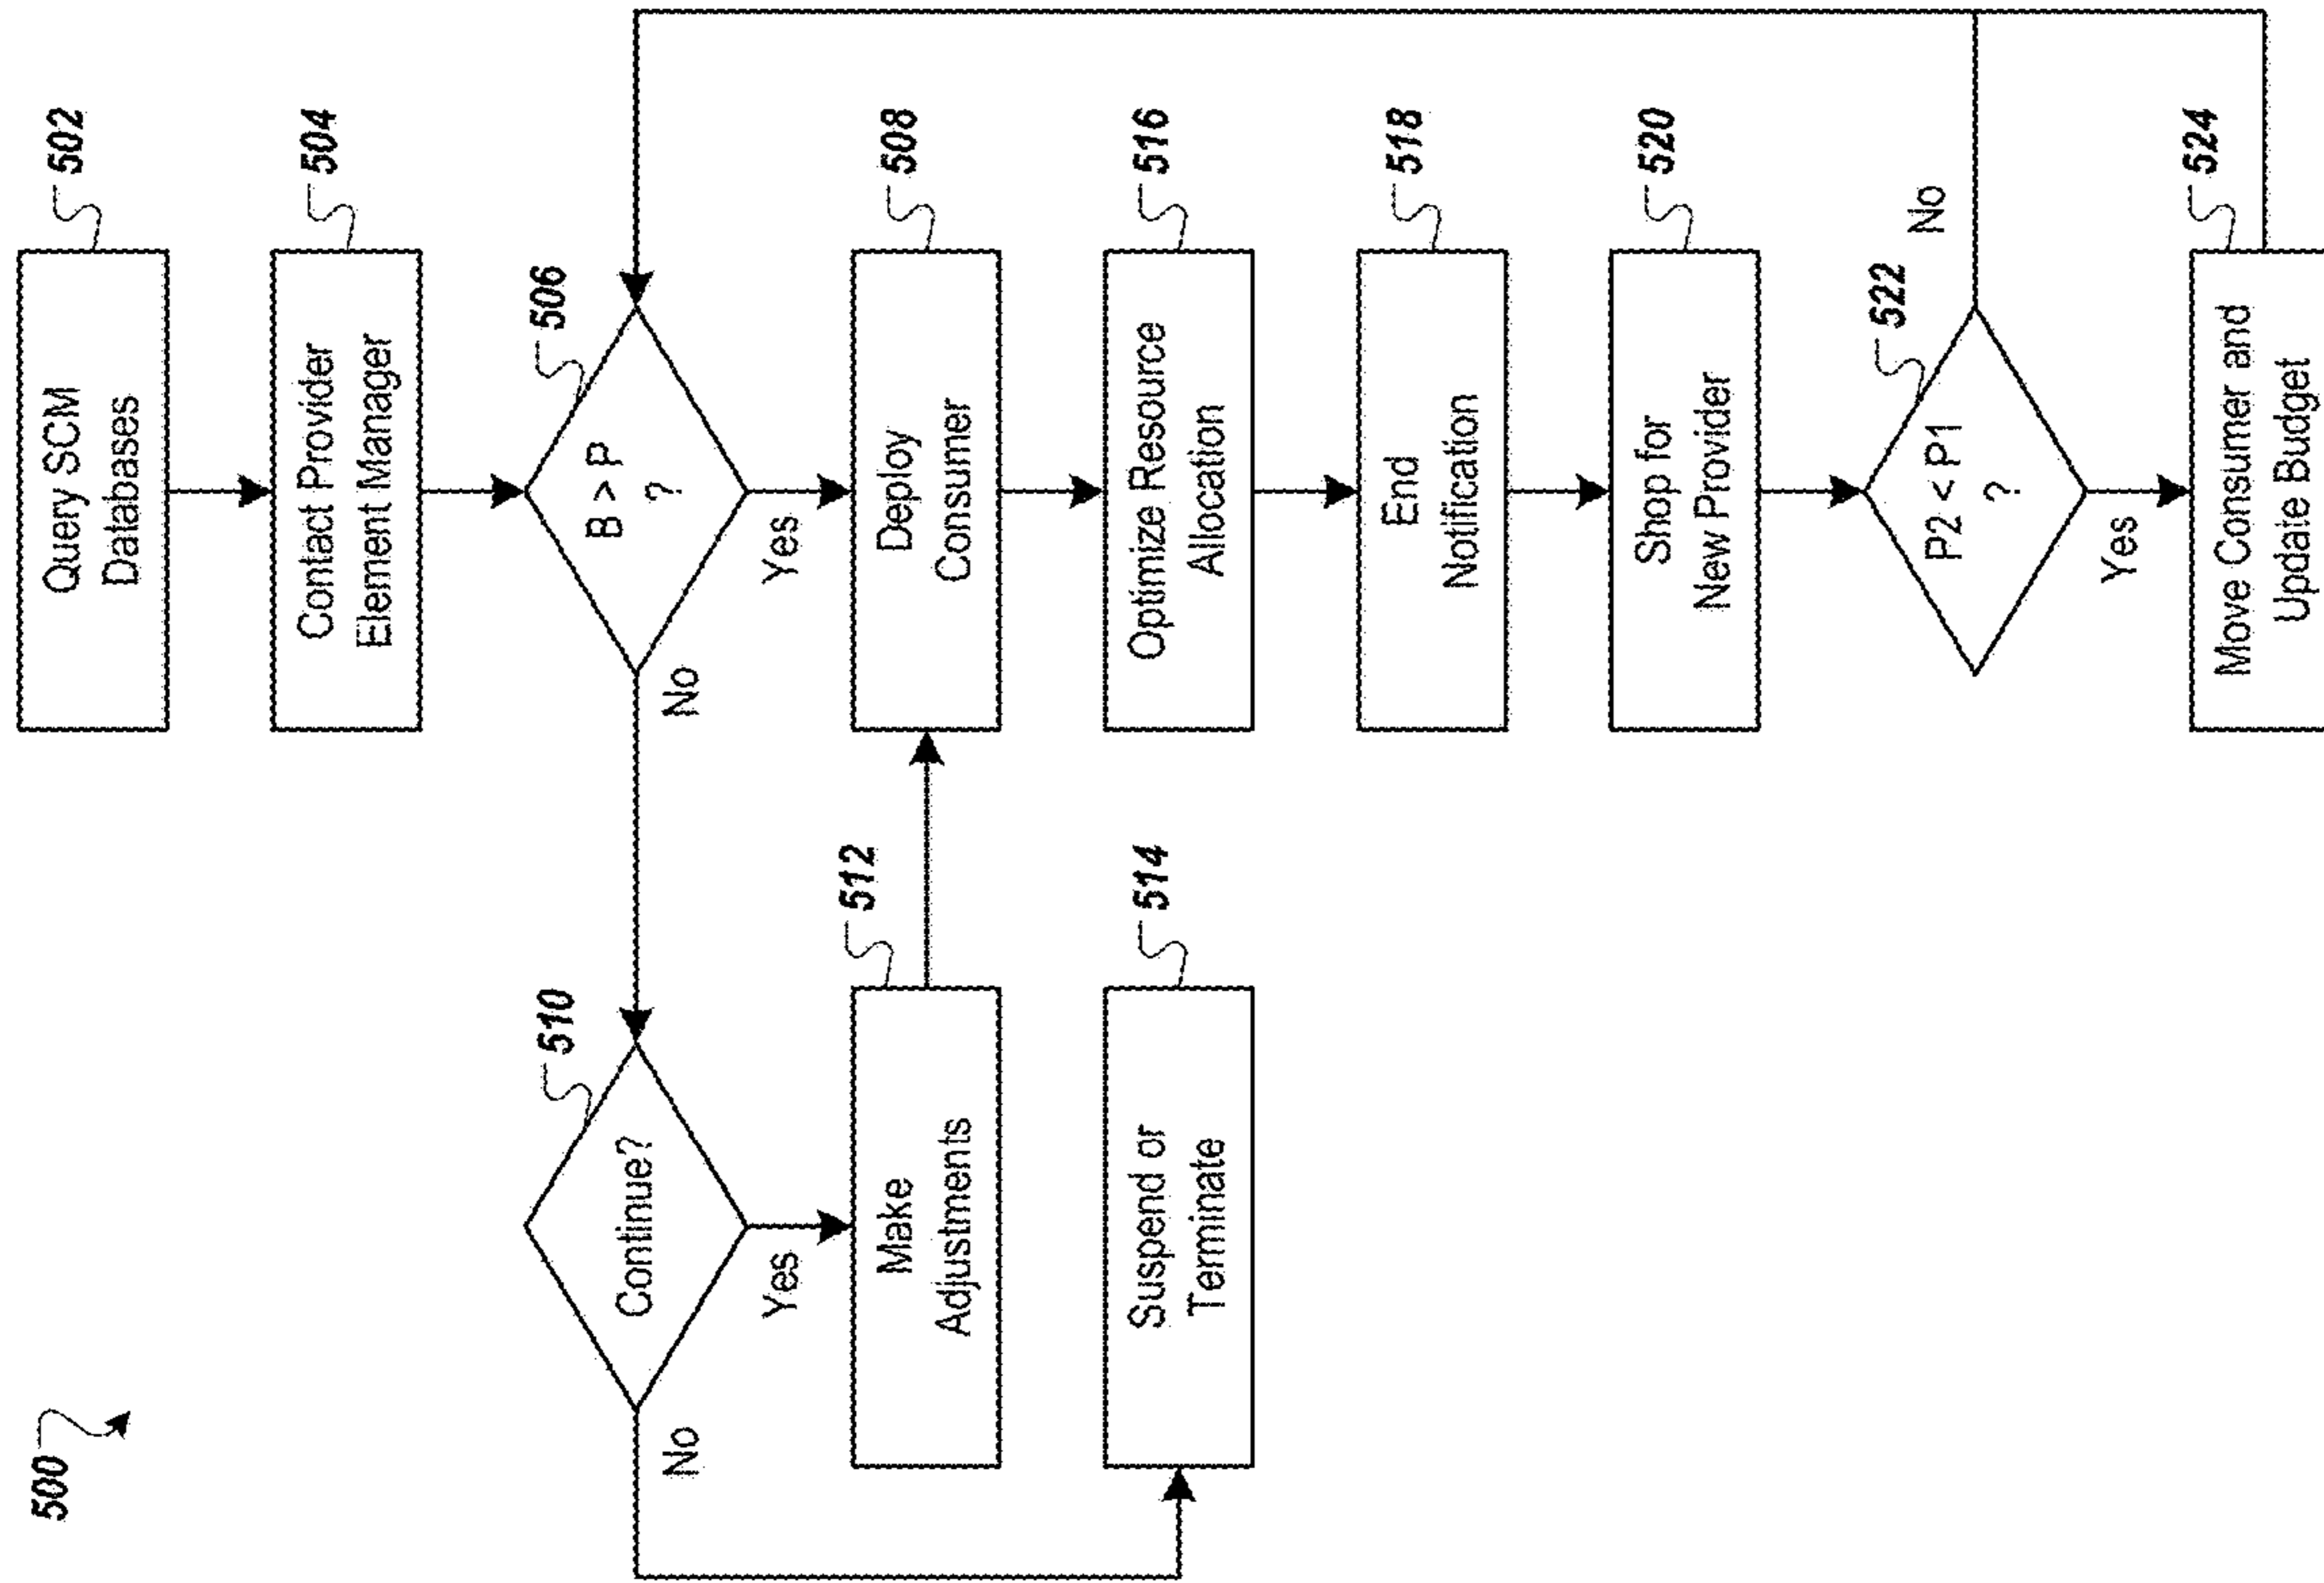 500
Query SCM
Databases
502
Contact Provider
Element Manager
504
B > P
?
506
No
Yes
Continue?
510
No
Yes
Deploy
Consumer
508
Make
Adjustments
512
Optimize Resource
Allocation
516
Suspend or
Terminate
514
End
Notification
518
Shop for
New Provider
520
P2 < P1
?
522
No
Yes
Move Consumer and
Update Budget
524